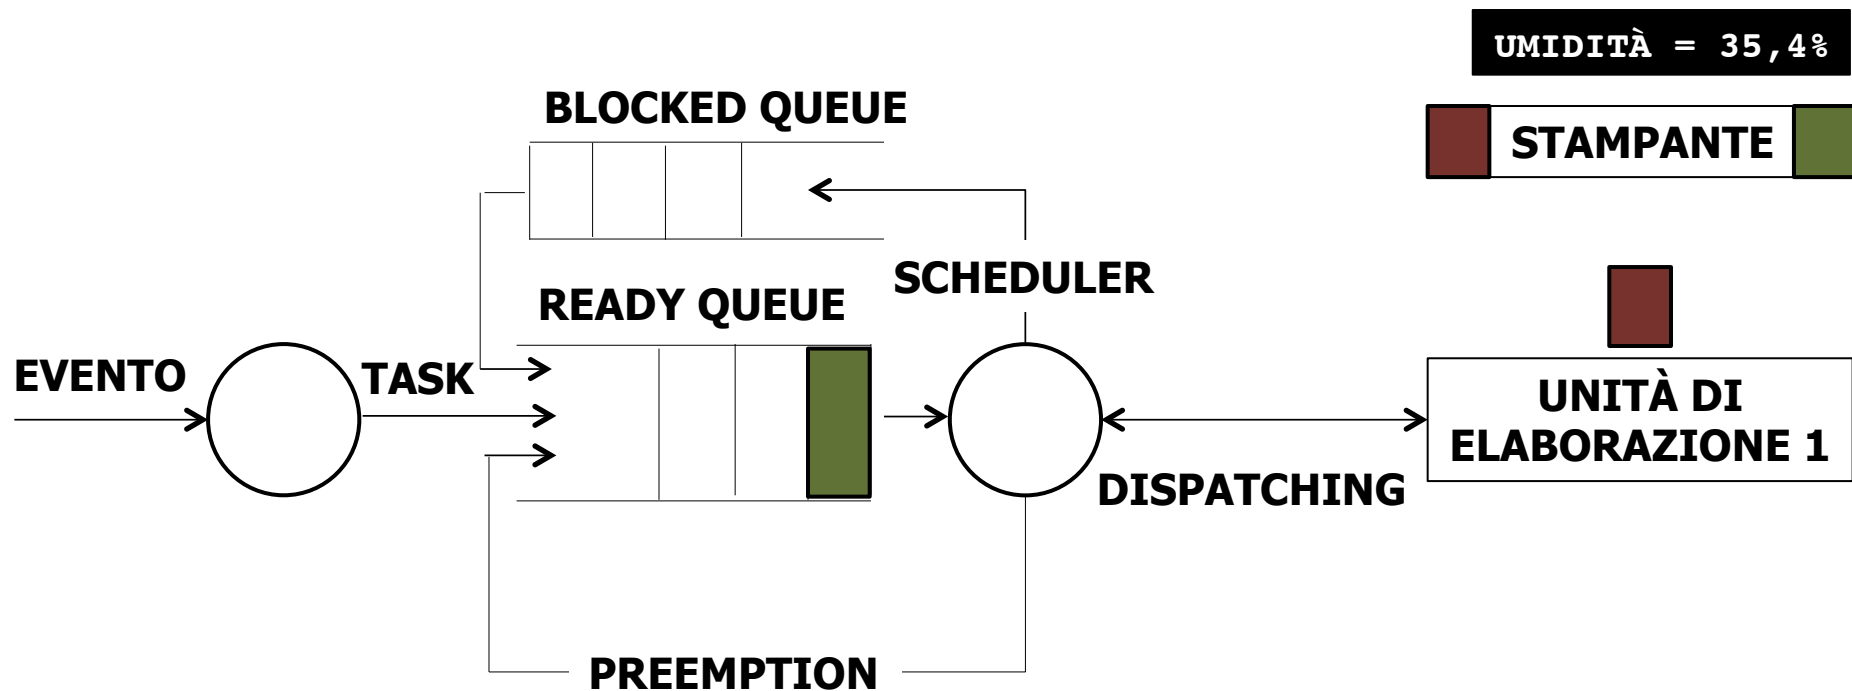 UMIDITÀ = 35,4%
BLOCKED QUEUE
STAMPANTE
SCHEDULER
READY QUEUE
EVENTO
TASK
UNITÀ DI
ELABORAZIONE 1
DISPATCHING
PREEMPTION